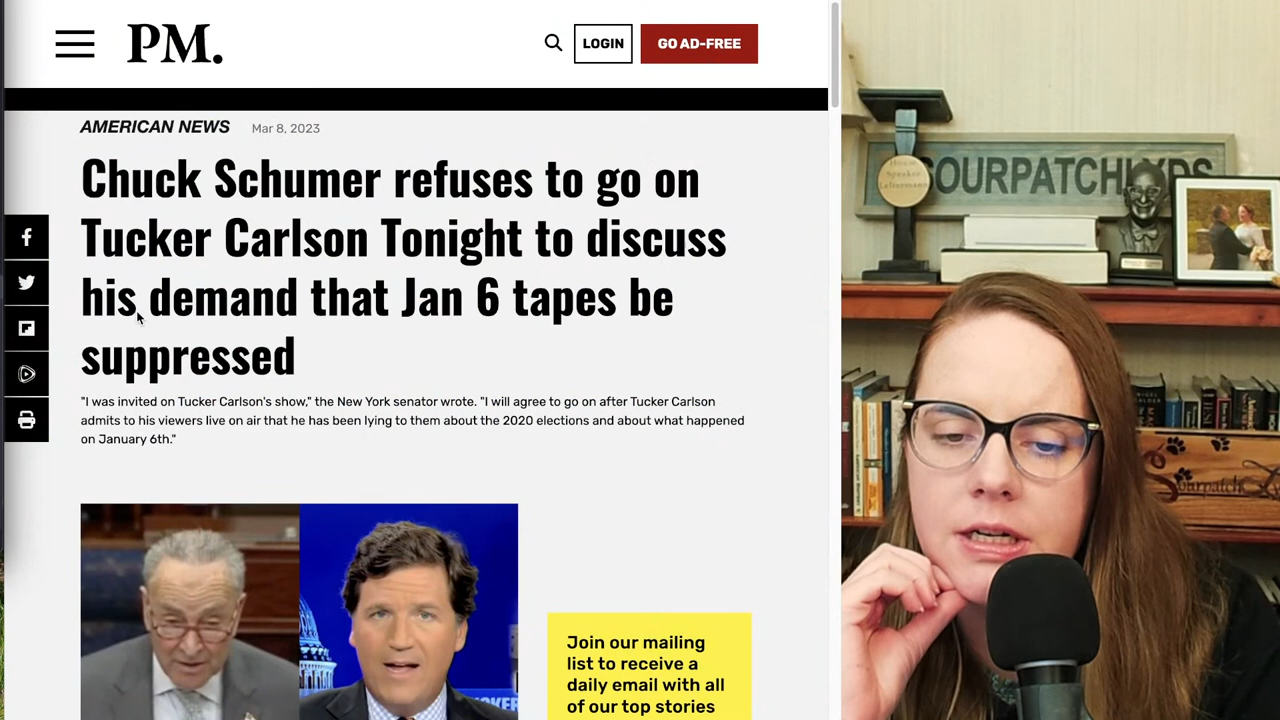 PM.
LOGIN
GO AD-FREE
AMERICAN NEWS
Mar 8, 2023
Chuck Schumer refuses to go on
Tucker Carlson Tonight to discuss
his demand that Jan 6 tapes be
suppressed
"I was invited on Tucker Carlson's show," the New York senator wrote. "I will agree to go on after Tucker Carlson
admits to his viewers live on air that he has been lying to them about the 2020 elections and about what happened
on January 6th."
Join our mailing
list to receive a
daily email with all
of our top stories
SOURPATCHLYDS
House
Speaker